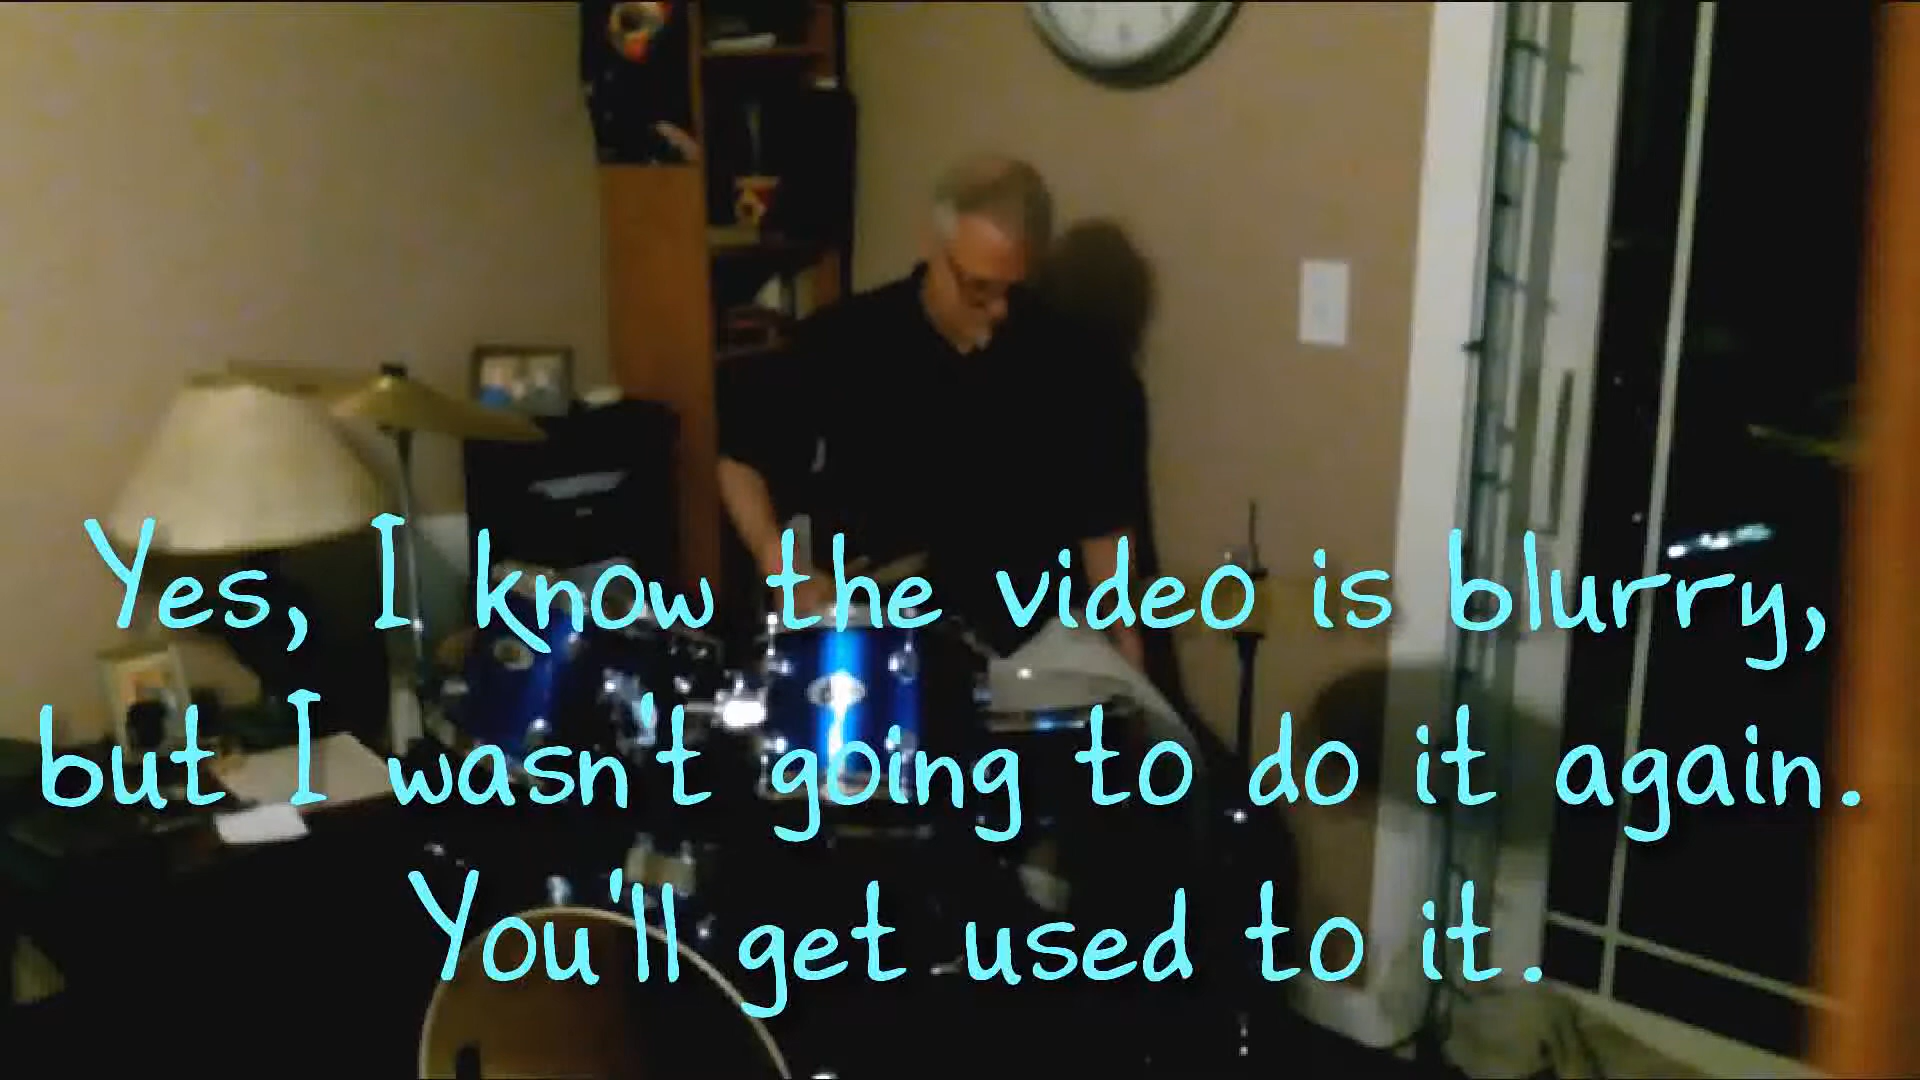 Yes, I know the video is blurry,
but I wasn't going to do it again.
You'll get used to it.